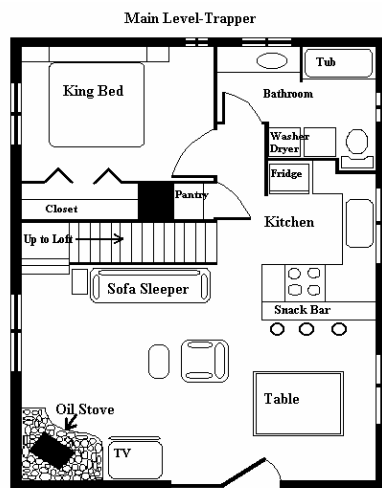 Main Level-Trapper
Tub
King Bed
Bathroom
Washer
Dryer
Fridge
Pantry
Closet
Kitchen
Up to Loft
Sofa Sleeper
Snack Bar
Table
Oil Stove
TV